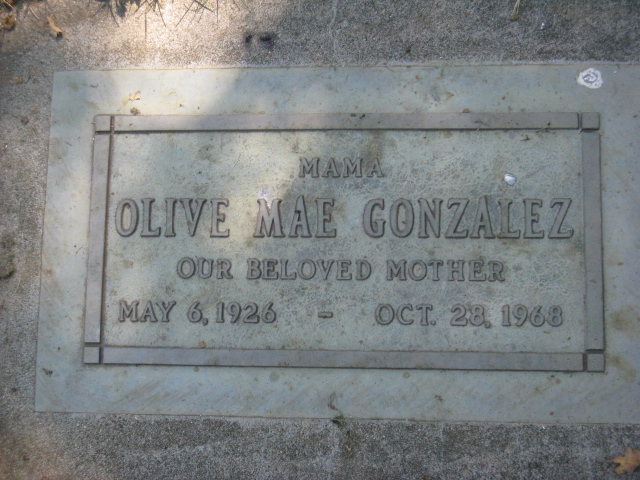 MAMA
OLIVE MAE GONZALEZ
OUR BELOVED MOTHER
MAY 6, 1926 - OCT. 28, 1968